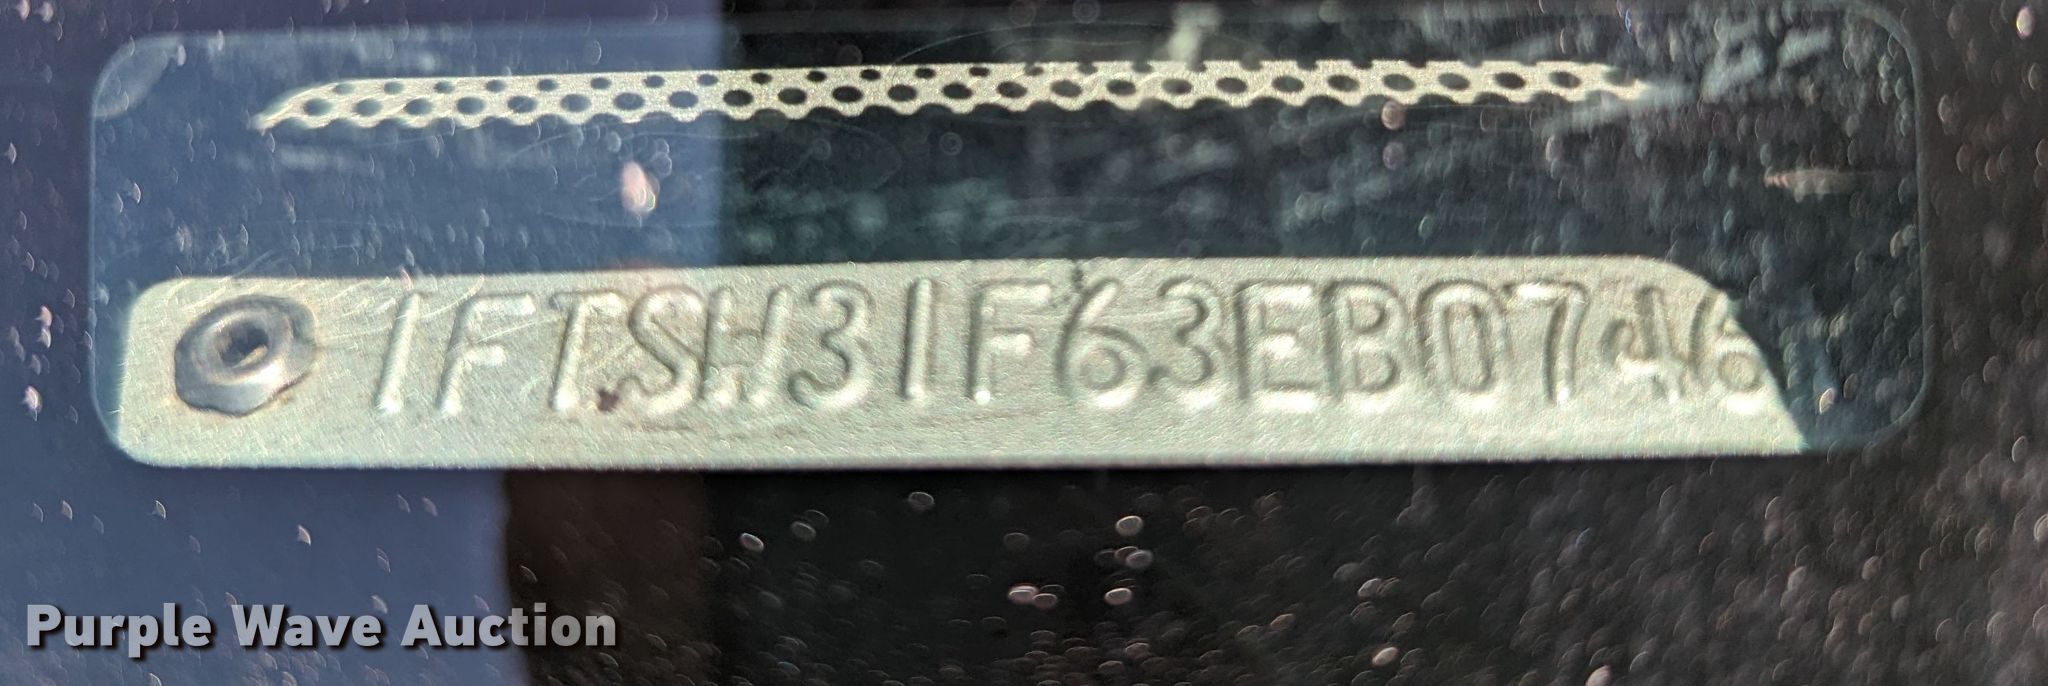 1FTSH31F63EB0746
Purple Wave Auction